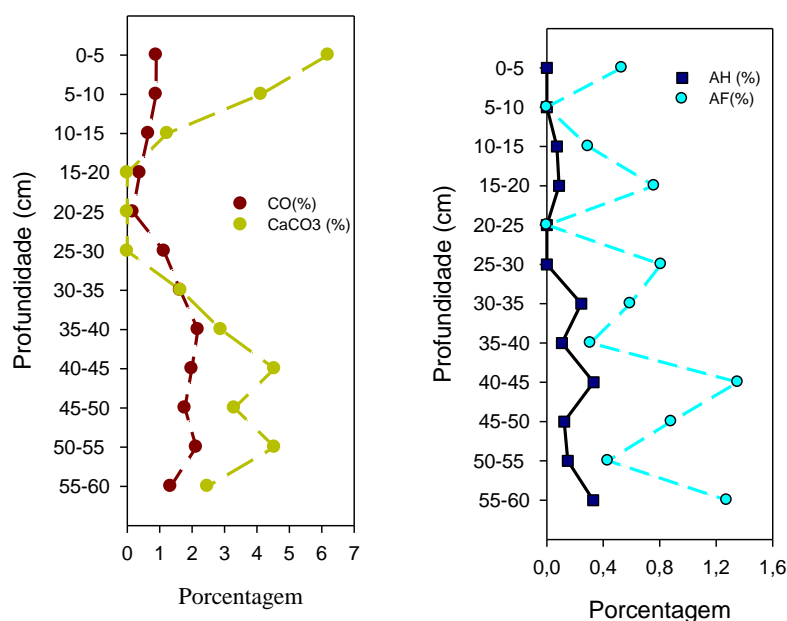 Profundidade (cm)
0-5
5-10
10-15
15-20
20-25
25-30
30-35
35-40
40-45
45-50
50-55
55-60
CO(%)
CaCO3 (%)
0 1 2 3 4 5 6 7
Porcentagem
Profundidade (cm)
0-5
5-10
10-15
15-20
20-25
25-30
30-35
35-40
40-45
45-50
50-55
55-60
AH (%)
AF(%)
0,0 0,4 0,8 1,2 1,6
Porcentagem